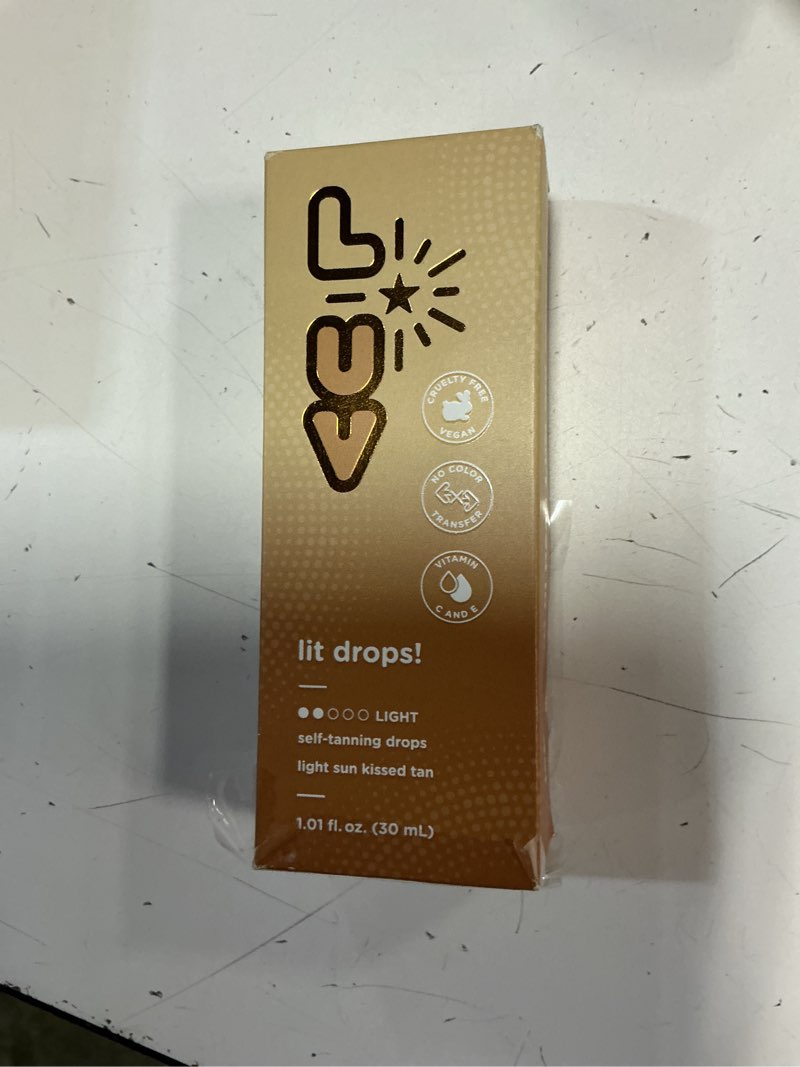 LUV
CRUELTY FREE
VEGAN
NO COLOR
TRANSFER
VITAMIN
C AND E
lit drops!
LIGHT
self-tanning drops
light sun kissed tan
1.01 fl. oz. (30 mL)